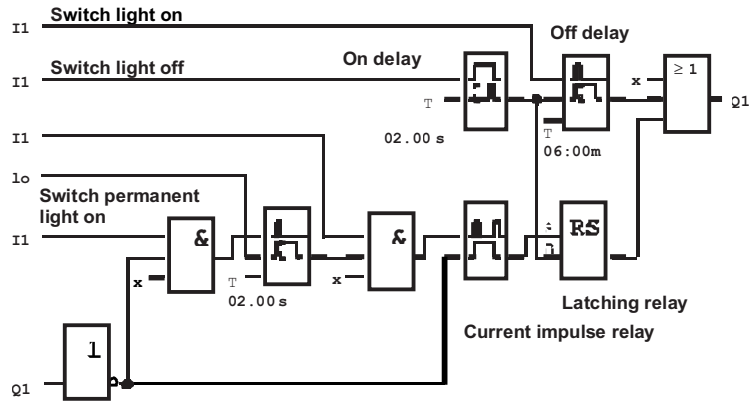 I1 Switch light on
Off delay
On delay
≥ 1
I1 Switch light off
x
T
Q1
T
02.00 s
06:00m
I1
lo
Switch permanent
light on
I1
&
&
RS
x
T
x
02.00 s
Latching relay
Current impulse relay
1
Q1